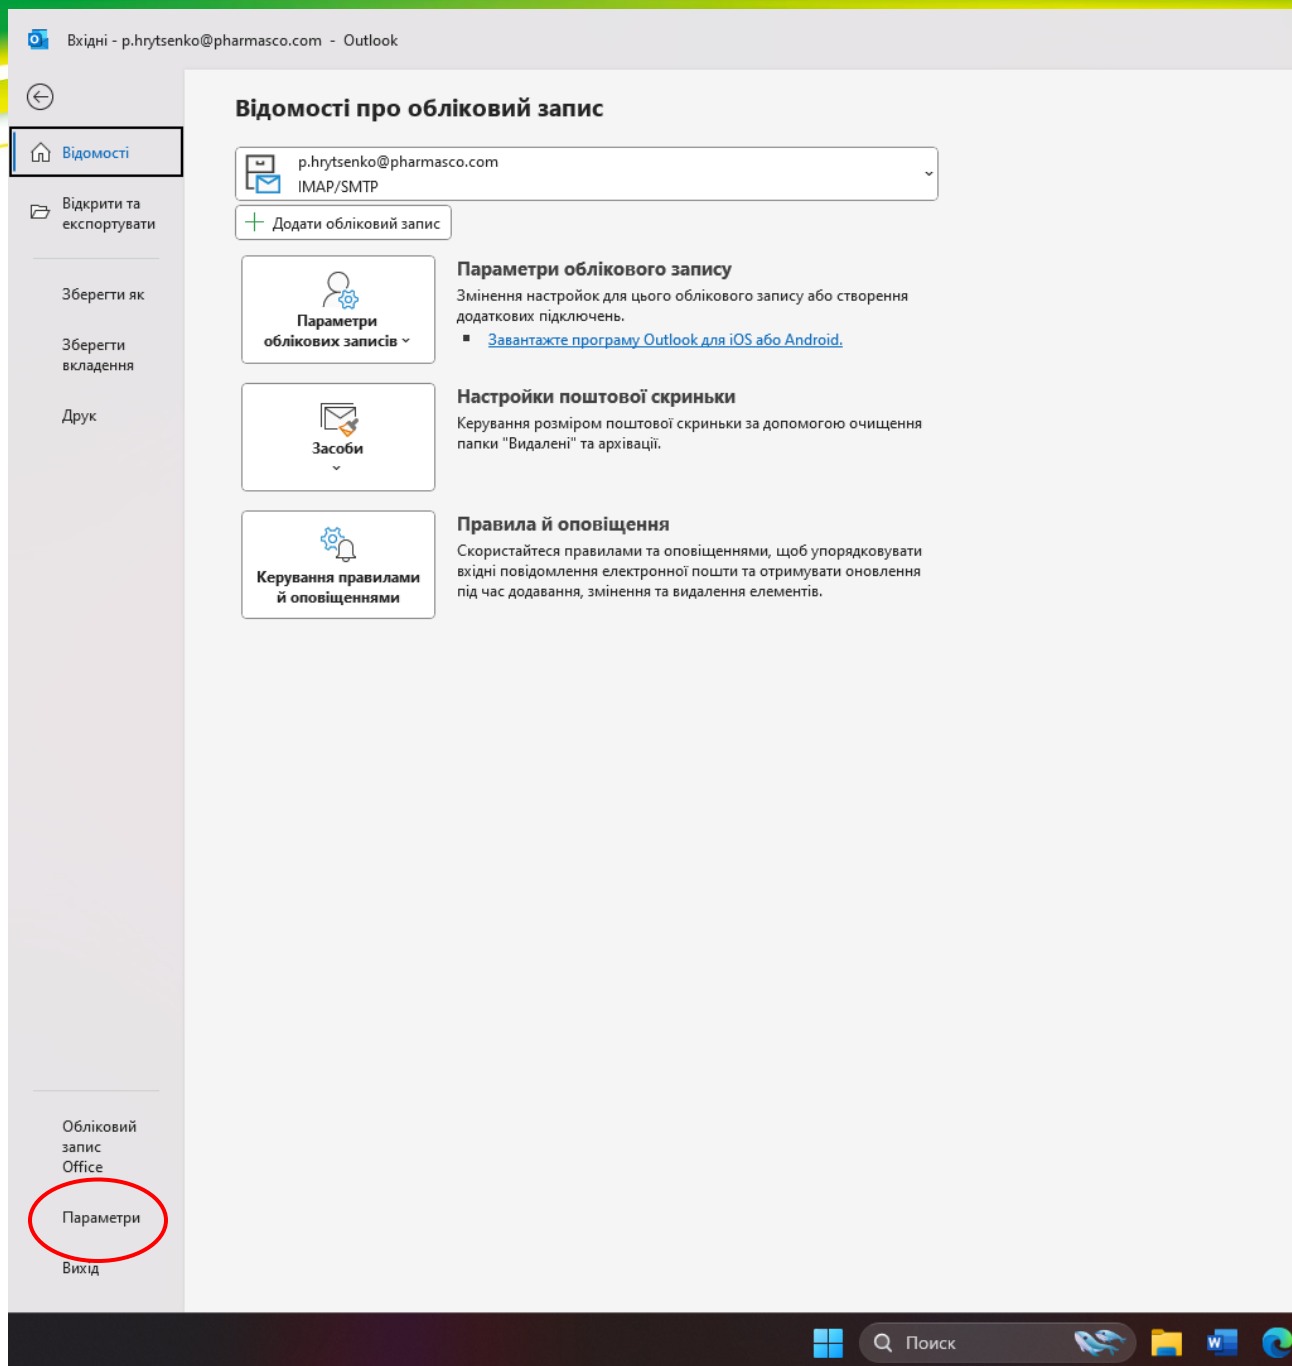 Вхідні - p.hrytsenko@pharmasco.com - Outlook
Відомості
Відкрити та
експортувати
Зберегти як
Зберегти
вкладення
Друк
Обліковий
запис
Office
Параметри
Вихід
Відомості про обліковий запис
p.hrytsenko@pharmasco.com
IMAP/SMTP
Додати обліковий запис
Параметри
облікових записів
Параметри облікового запису
Змінення настройок для цього облікового запису або створення
додаткових підключень.
Завантажте програму Outlook для iOS або Android.
Засоби
Настройки поштової скриньки
Керування розміром поштової скриньки за допомогою очищення
папки "Видалені" та архівації.
Керування правилами
й оповіщеннями
Правила й оповіщення
Скористайтеся правилами та оповіщеннями, щоб упорядковувати
вхідні повідомлення електронної пошти та отримувати оновлення
під час додавання, змінення та видалення елементів.
Поиск